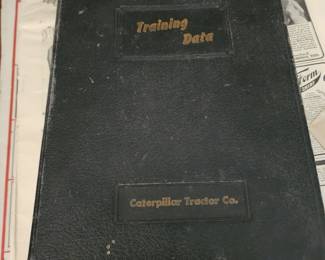 Training
Data
Caterpillar Tractor Co.